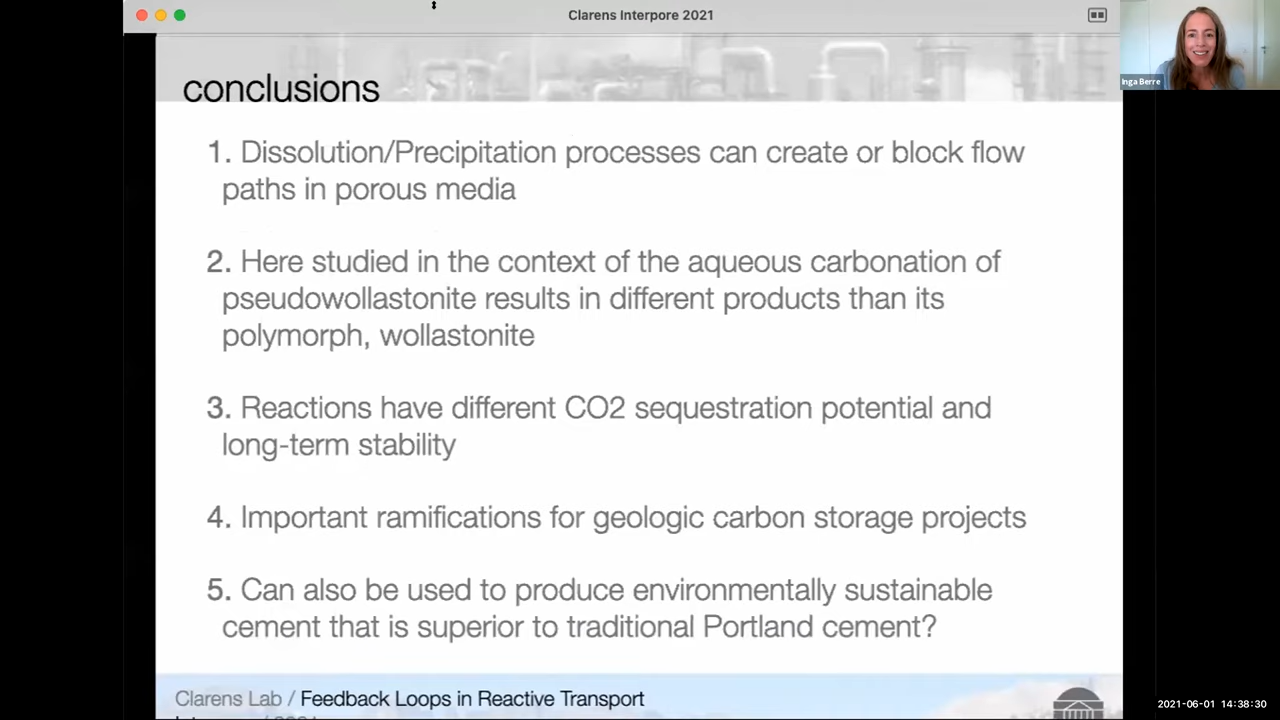 Clarens Interpore 2021
Inga Berre
conclusions
1. Dissolution/Precipitation processes can create or block flow
paths in porous media
2. Here studied in the context of the aqueous carbonation of
pseudowollastonite results in different products than its
polymorph, wollastonite
3. Reactions have different CO2 sequestration potential and
long-term stability
4. Important ramifications for geologic carbon storage projects
5. Can also be used to produce environmentally sustainable
cement that is superior to traditional Portland cement?
Clarens Lab / Feedback Loops in Reactive Transport
2021-06-01 14:38:30